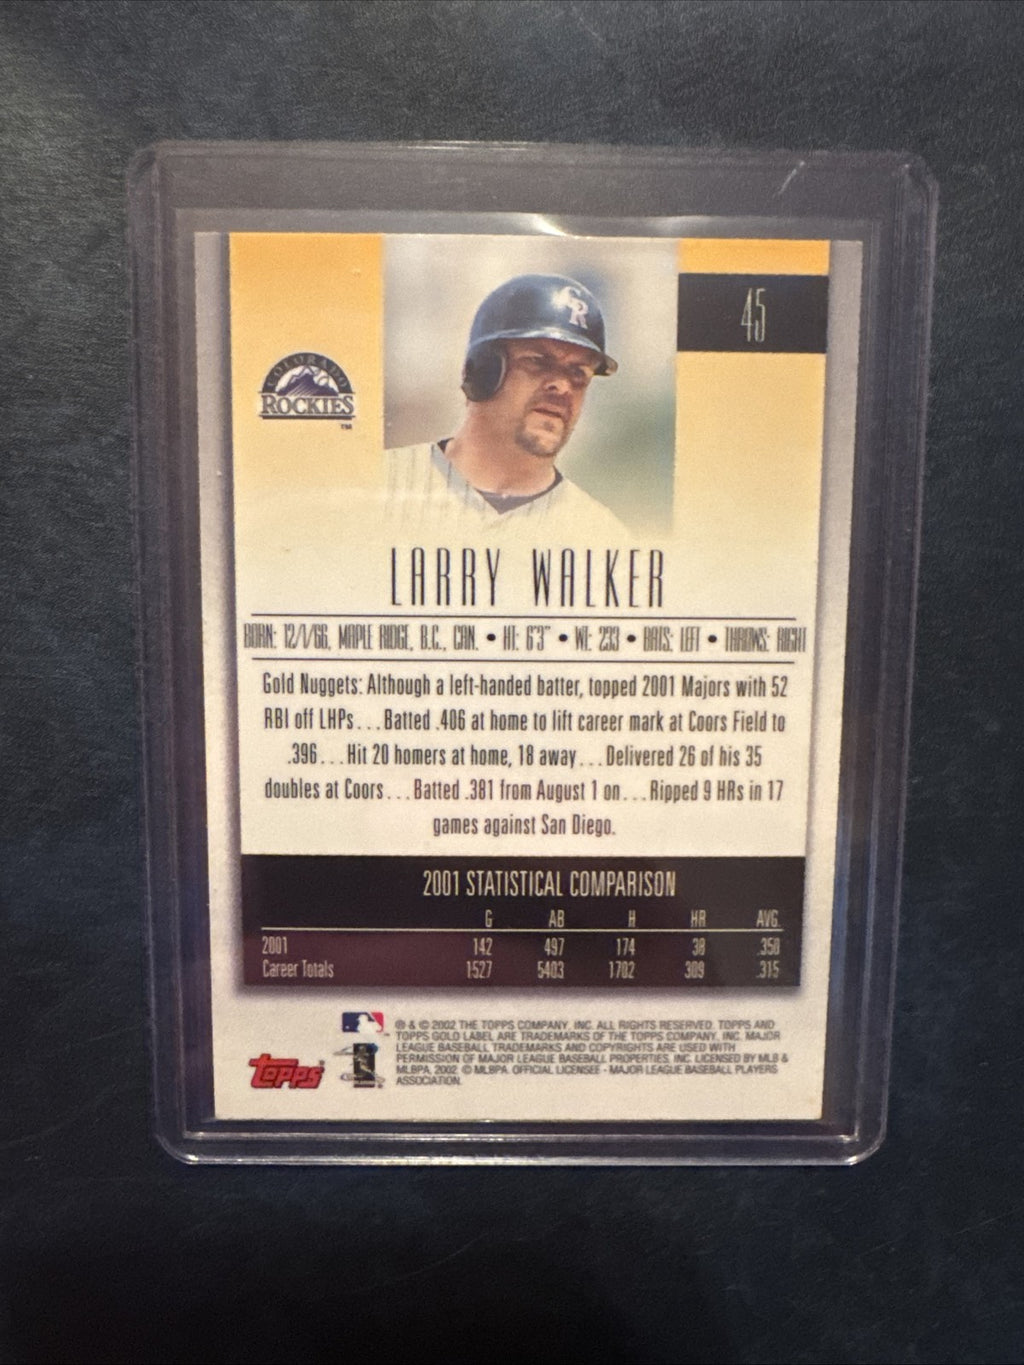 45
CR
COLORADO
ROCKIES
TM
LARRY WALKER
BORN: 12/1/66, MAPLE RIDGE, B.C., CAN. • HT: 6'3" • WT: 233 • BATS: LEFT • THROWS: RIGHT
Gold Nuggets: Although a left-handed batter, topped 2001 Majors with 52
RBI off LHPs...Batted .406 at home to lift career mark at Coors Field to
.396...Hit 20 homers at home, 18 away...Delivered 26 of his 35
doubles at Coors...Batted .381 from August 1 on...Ripped 9 HRs in 17
games against San Diego.
2001 STATISTICAL COMPARISON
G AB H HR AVG.
2001 142 497 174 38 .350
Career Totals 1527 5403 1702 309 .315
® & © 2002 THE TOPPS COMPANY, INC. ALL RIGHTS RESERVED. TOPPS AND
TOPPS GOLD LABEL ARE TRADEMARKS OF THE TOPPS COMPANY, INC. MAJOR
LEAGUE BASEBALL TRADEMARKS AND COPYRIGHTS ARE USED WITH
PERMISSION OF MAJOR LEAGUE BASEBALL PROPERTIES, INC. LICENSED BY MLB &
MLBPA, 2002. © MLBPA. OFFICIAL LICENSEE - MAJOR LEAGUE BASEBALL PLAYERS
ASSOCIATION.
Topps®